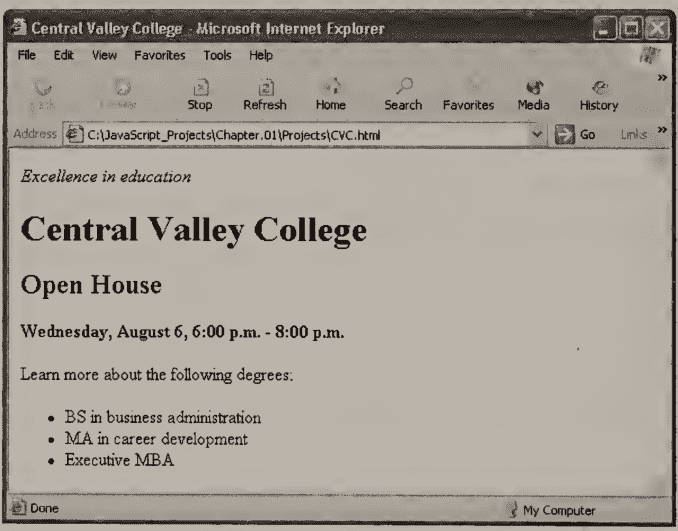 Central Valley College - Microsoft Internet Explorer
File Edit View Favorites Tools Help
Stop Refresh Home Search Favorites Media History »
Address C:\JavaScript_Projects\Chapter.01\Projects\CVC.html Go Links »
Excellence in education
Central Valley College
Open House
Wednesday, August 6, 6:00 p.m. - 8:00 p.m.
Learn more about the following degrees:
• BS in business administration
• MA in career development
• Executive MBA
Done My Computer